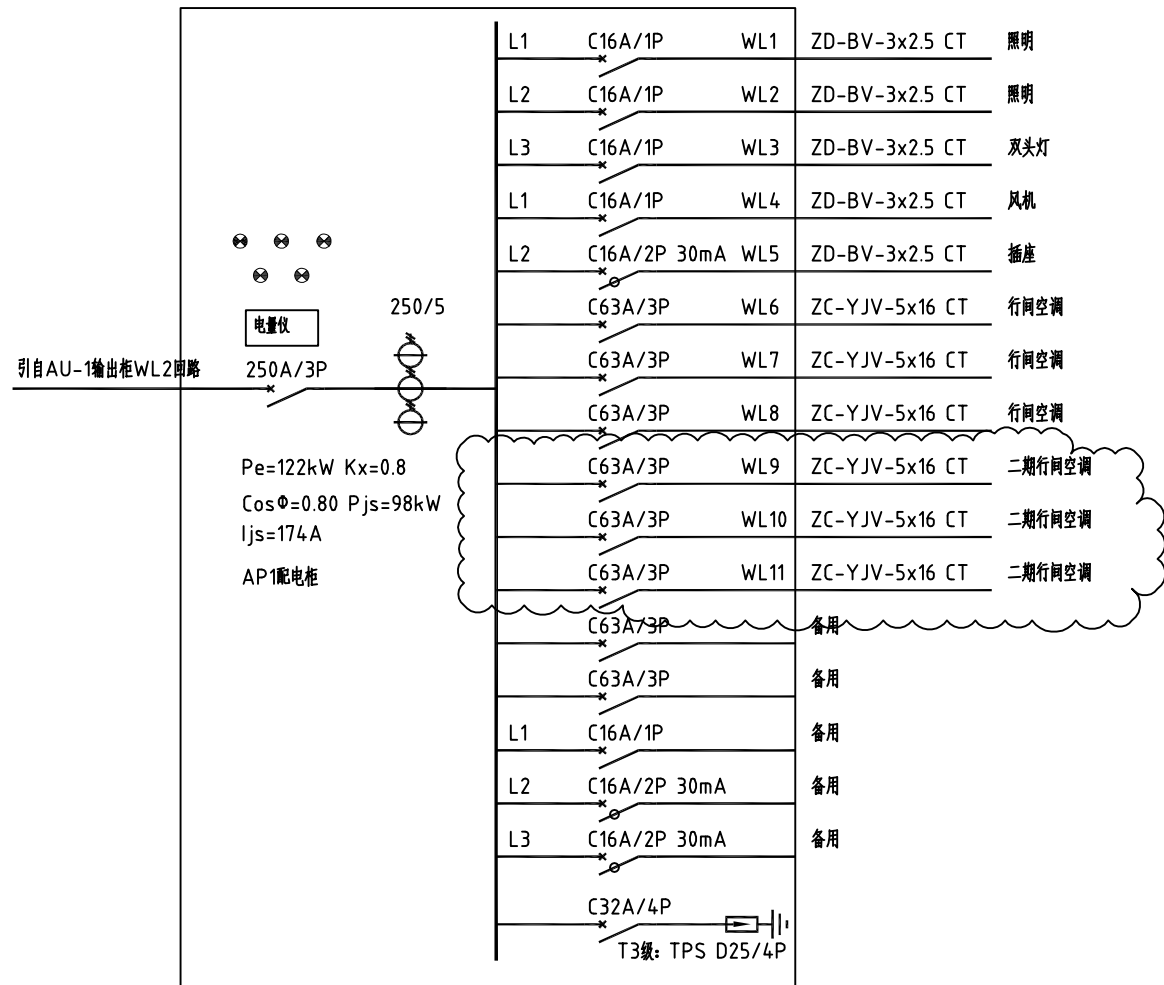 L1 C16A/1P WL1 ZD-BV-3x2.5 CT 照明
L2 C16A/1P WL2 ZD-BV-3x2.5 CT 照明
L3 C16A/1P WL3 ZD-BV-3x2.5 CT 双头灯
L1 C16A/1P WL4 ZD-BV-3x2.5 CT 风机
L2 C16A/2P 30mA WL5 ZD-BV-3x2.5 CT 插座
C63A/3P WL6 ZC-YJV-5x16 CT 行间空调
C63A/3P WL7 ZC-YJV-5x16 CT 行间空调
C63A/3P WL8 ZC-YJV-5x16 CT 行间空调
C63A/3P WL9 ZC-YJV-5x16 CT 二期行间空调
C63A/3P WL10 ZC-YJV-5x16 CT 二期行间空调
C63A/3P WL11 ZC-YJV-5x16 CT 二期行间空调
C63A/3P 备用
C63A/3P 备用
L1 C16A/1P 备用
L2 C16A/2P 30mA 备用
L3 C16A/2P 30mA 备用
C32A/4P
T3级: TPS D25/4P
250/5
电量仪
引自AU-1输出柜WL2回路 250A/3P
Pe=122kW Kx=0.8
CosΦ=0.80 Pjs=98kW
Ijs=174A
AP1配电柜